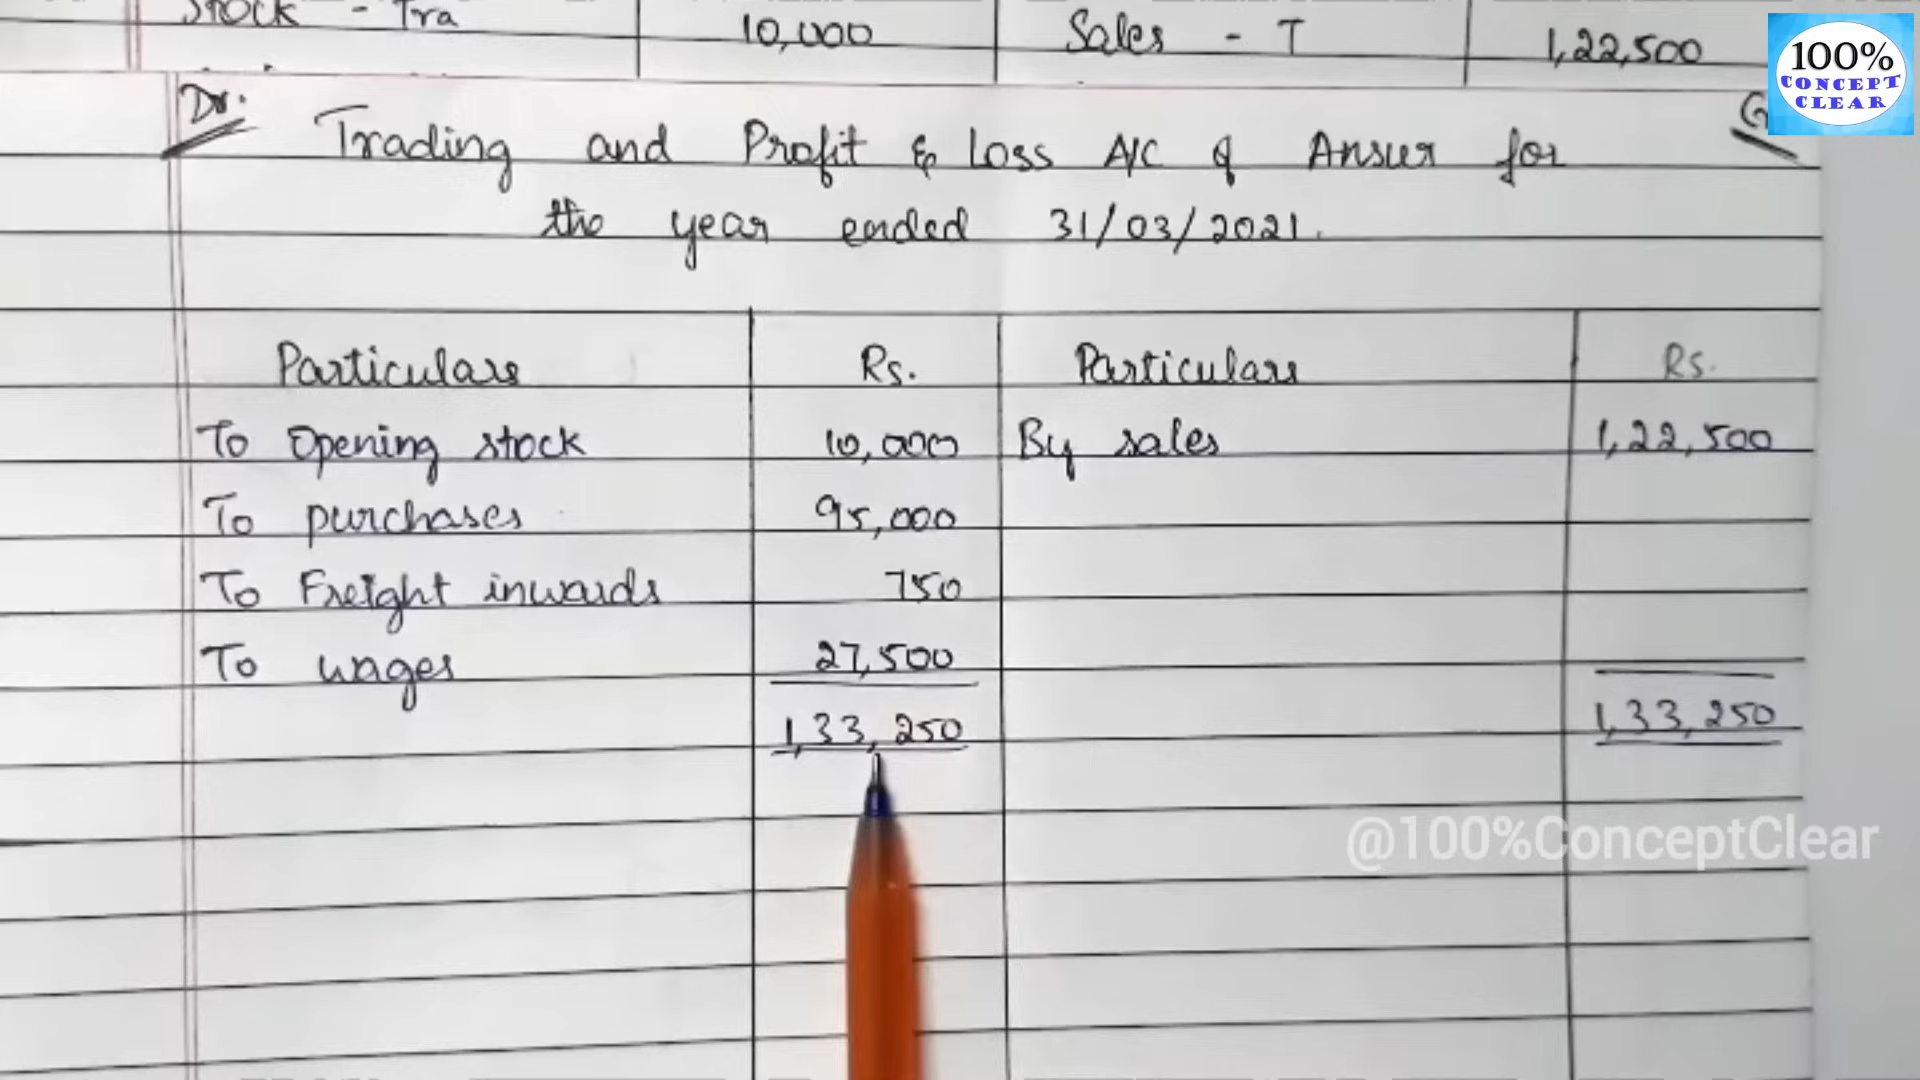 Stock - Tra 10,000 Sales - T 1,22,500
100%
CONCEPT
CLEAR
Dr.
Trading and Profit & Loss A/C of Ansur for
the year ended 31/03/2021.
Particulars Rs. Particulars Rs.
To Opening stock 10,000 By sales 1,22,500
To purchases 95,000
To Freight inwards 750
To wages 27,500
1,33,250 1,33,250
@100%ConceptClear